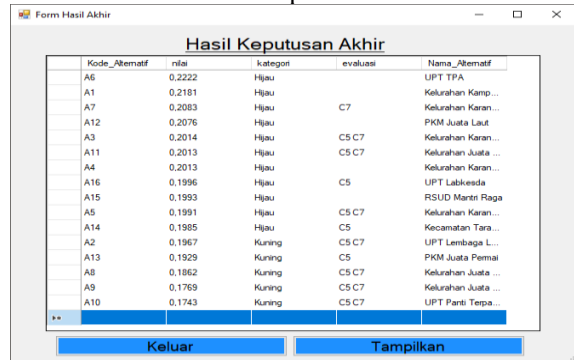 Form Hasil Akhir
Hasil Keputusan Akhir
Kode_Alternatif nilai kategori evaluasi Nama_Alternatif
A6 0,2222 Hijau UPT TPA
A1 0,2181 Hijau Kelurahan Kamp...
A7 0,2083 Hijau C7 Kelurahan Karan...
A12 0,2076 Hijau PKM Juata Laut
A3 0,2014 Hijau C5 C7 Kelurahan Karan...
A11 0,2013 Hijau C5 C7 Kelurahan Juata ...
A4 0,2013 Hijau Kelurahan Karan...
A16 0,1996 Hijau C5 UPT Labkesda
A15 0,1993 Hijau RSUD Mantri Raga
A5 0,1991 Hijau C5 C7 Kelurahan Karan...
A14 0,1985 Hijau C5 Kecamatan Tara...
A2 0,1967 Kuning C5 C7 UPT Lembaga L...
A13 0,1929 Kuning C5 PKM Juata Permai
A8 0,1862 Kuning C5 C7 Kelurahan Juata ...
A9 0,1769 Kuning C5 C7 Kelurahan Juata ...
A10 0,1743 Kuning C5 C7 UPT Panti Terpa...
Keluar Tampilkan